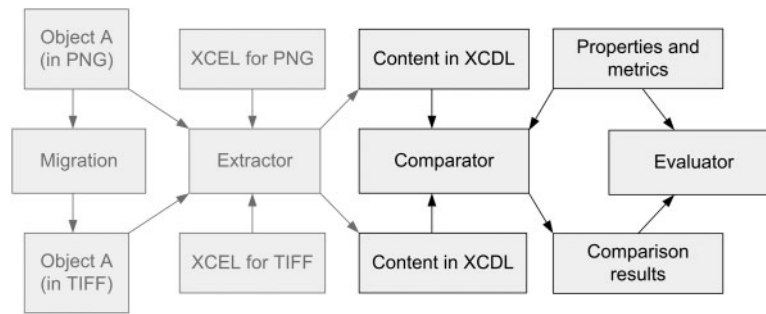 Object A
(in PNG)
XCEL for PNG
Content in XCDL
Properties and
metrics
Migration
Extractor
Comparator
Evaluator
Object A
(in TIFF)
XCEL for TIFF
Content in XCDL
Comparison
results